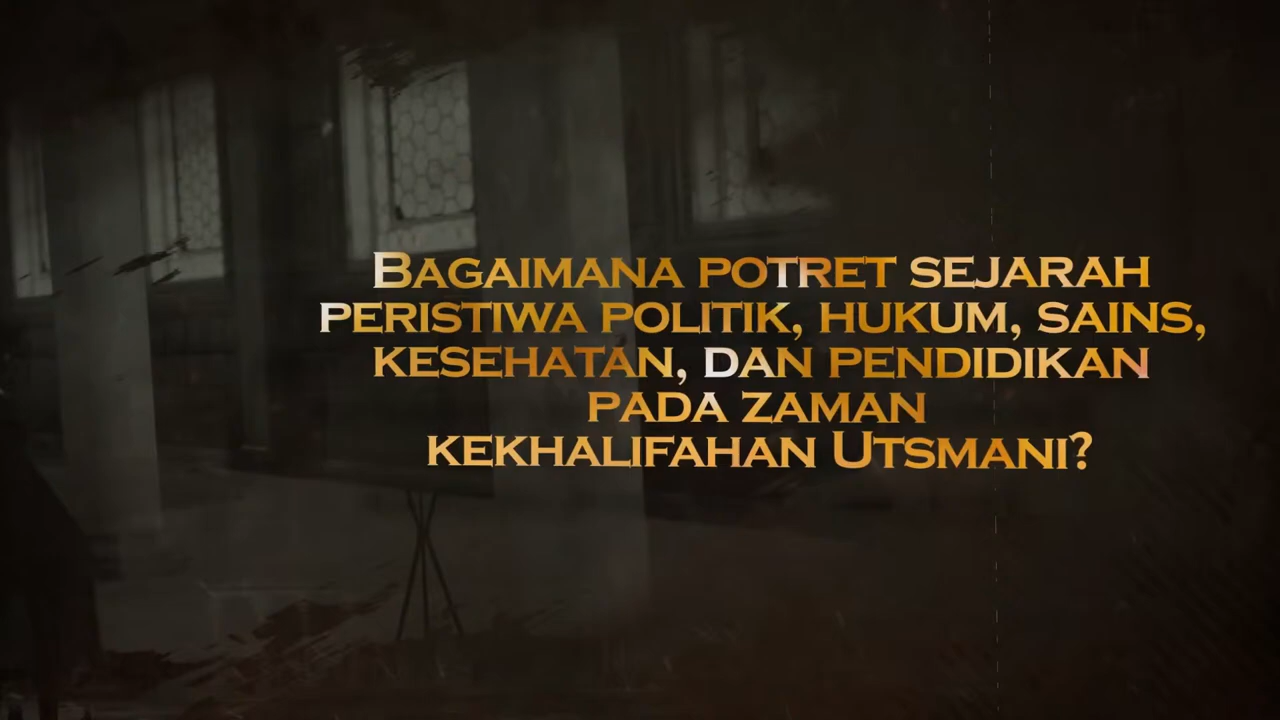 Bagaimana potret sejarah
peristiwa politik, hukum, sains,
kesehatan, dan pendidikan
pada zaman
kekhalifahan Utsmani?